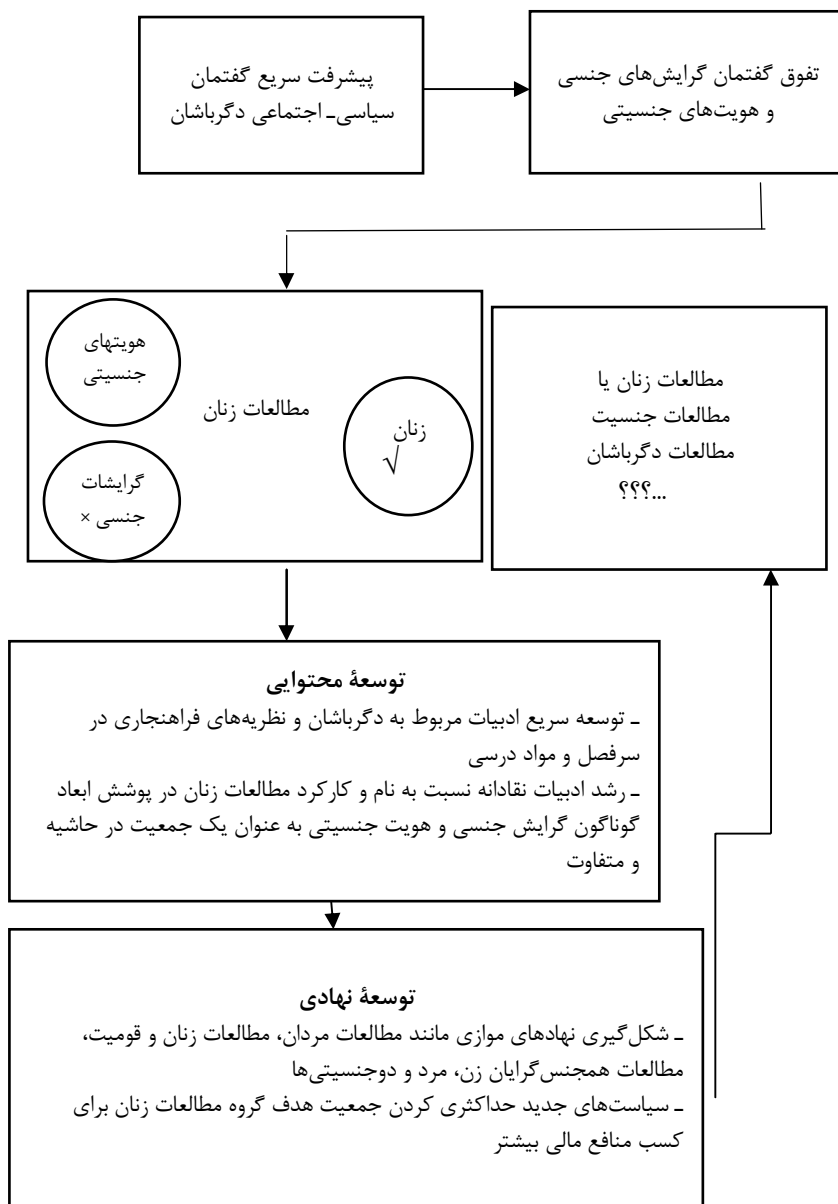 تفوق گفتمان گرایش‌های جنسی
و هویت‌های جنسیتی
پیشرفت سریع گفتمان
سیاسی‌ـ اجتماعی دگرباشان
هویتهای
جنسیتی
مطالعات زنان
زنان
√
گرایشات
جنسی ×
مطالعات زنان یا
مطالعات جنسیت
مطالعات دگرباشان
...؟؟؟
توسعۀ محتوایی
ـ توسعه سریع ادبیات مربوط به دگرباشان و نظریه‌های فراهنجاری در
سرفصل و مواد درسی
ـ رشد ادبیات نقادانه نسبت به نام و کارکرد مطالعات زنان در پوشش ابعاد
گوناگون گرایش جنسی و هویت جنسیتی به عنوان یک جمعیت در حاشیه
و متفاوت
توسعۀ نهادی
ـ شکل‌گیری نهادهای موازی مانند مطالعات مردان، مطالعات زنان و قومیت،
مطالعات همجنس‌گرایان زن، مرد و دوجنسیتی‌ها
ـ سیاست‌های جدید حداکثری کردن جمعیت هدف گروه مطالعات زنان برای
کسب منافع مالی بیشتر